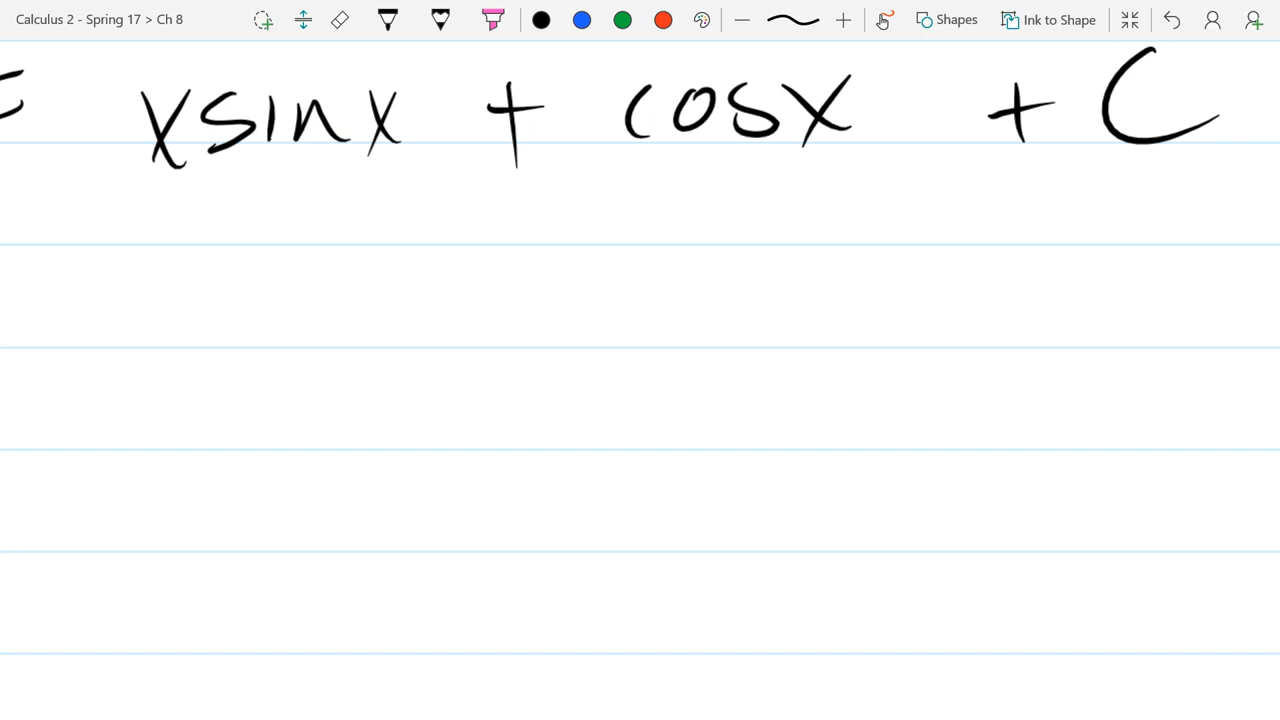 Calculus 2 - Spring 17 > Ch 8 Shapes Ink to Shape
= xsinx + cosx + C